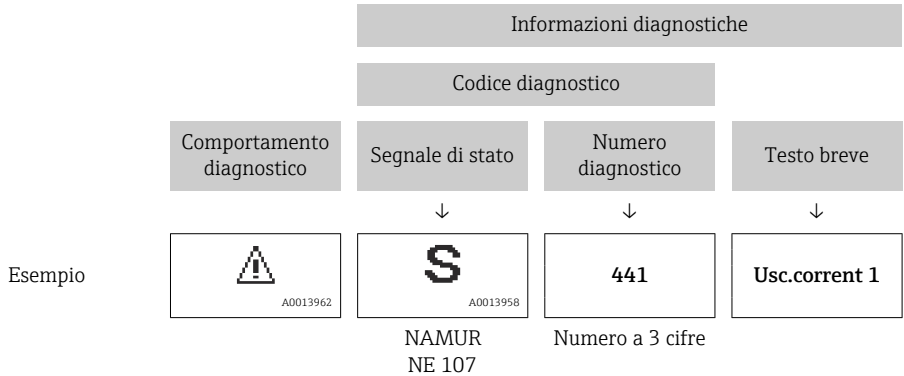 Informazioni diagnostiche
Codice diagnostico
Comportamento
diagnostico
Segnale di stato
Numero
diagnostico
Testo breve
↓ ↓ ↓
Esempio
A0013962
S
A0013958
441
Usc.corrent 1
NAMUR
NE 107
Numero a 3 cifre